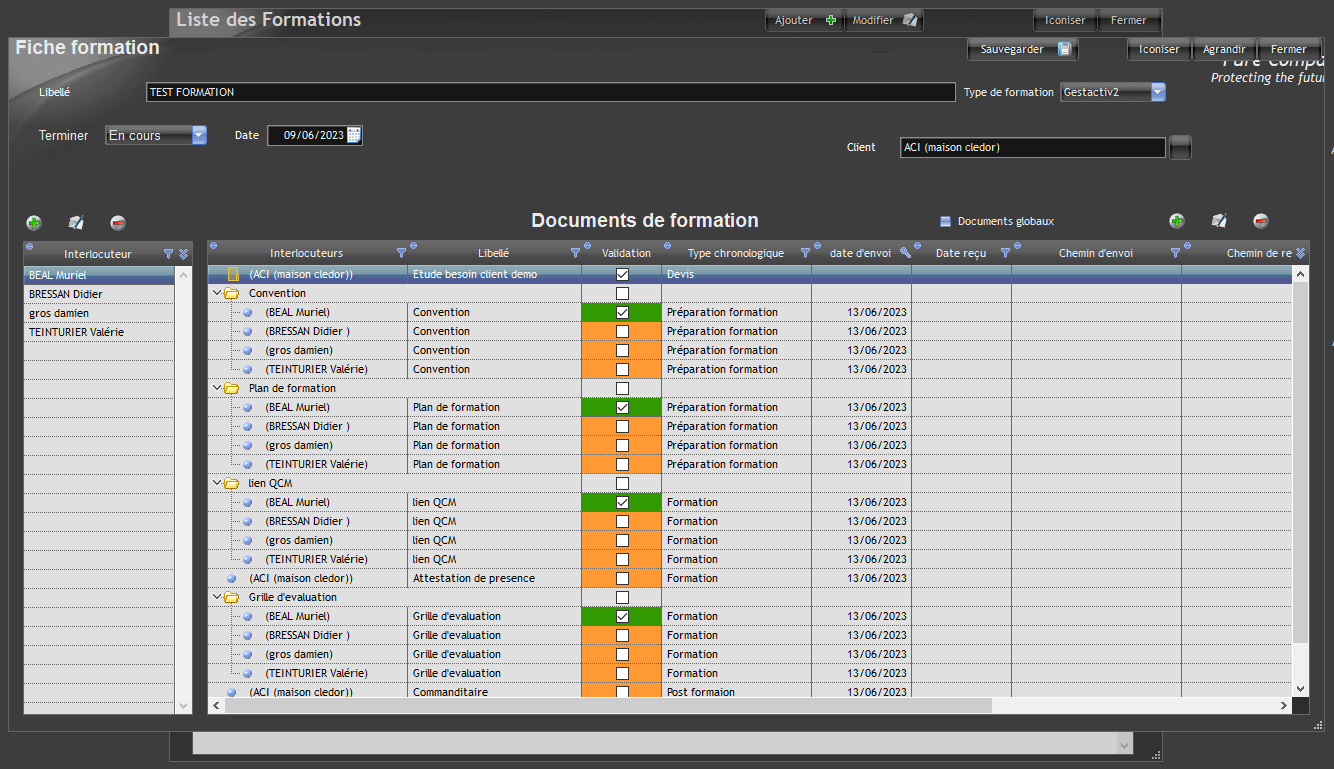 Liste des Formations Ajouter Modifier Iconiser Fermer
Fiche formation Sauvegarder Iconiser Agrandir Fermer
Protecting the futur
Libellé TEST FORMATION Type de formation Gestactiv2
Terminer En cours Date 09/06/2023
Client ACI (maison cledor)
Documents de formation Documents globaux
Interlocuteur Interlocuteurs Libellé Validation Type chronologique date d'envoi Date reçu Chemin d'envoi Chemin de re
BEAL Muriel (ACI (maison cledor)) Etude besoin client demo Devis
BRESSAN Didier Convention
gros damien (BEAL Muriel) Convention Préparation formation 13/06/2023
TEINTURIER Valérie (BRESSAN Didier ) Convention Préparation formation 13/06/2023
(gros damien) Convention Préparation formation 13/06/2023
(TEINTURIER Valérie) Convention Préparation formation 13/06/2023
Plan de formation
(BEAL Muriel) Plan de formation Préparation formation 13/06/2023
(BRESSAN Didier ) Plan de formation Préparation formation 13/06/2023
(gros damien) Plan de formation Préparation formation 13/06/2023
(TEINTURIER Valérie) Plan de formation Préparation formation 13/06/2023
lien QCM
(BEAL Muriel) lien QCM Formation 13/06/2023
(BRESSAN Didier ) lien QCM Formation 13/06/2023
(gros damien) lien QCM Formation 13/06/2023
(TEINTURIER Valérie) lien QCM Formation 13/06/2023
(ACI (maison cledor)) Attestation de presence Formation 13/06/2023
Grille d'evaluation
(BEAL Muriel) Grille d'evaluation Formation 13/06/2023
(BRESSAN Didier ) Grille d'evaluation Formation 13/06/2023
(gros damien) Grille d'evaluation Formation 13/06/2023
(TEINTURIER Valérie) Grille d'evaluation Formation 13/06/2023
(ACI (maison cledor)) Commanditaire Post formaion 13/06/2023